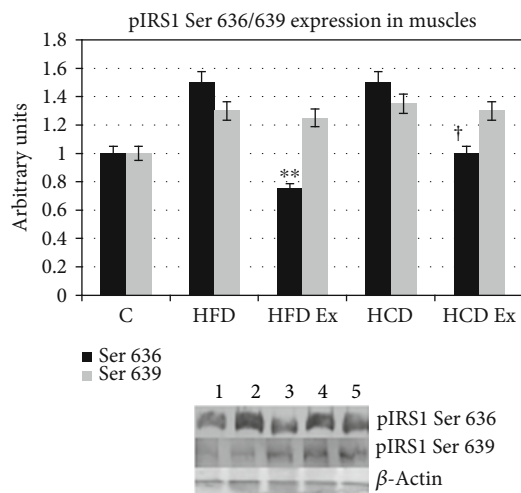 pIRS1 Ser 636/639 expression in muscles
Arbitrary units
1.8
1.6
1.4
1.2
1
0.8
0.6
0.4
0.2
0
**
†
C HFD HFD Ex HCD HCD Ex
Ser 636
Ser 639
1 2 3 4 5
pIRS1 Ser 636
pIRS1 Ser 639
β-Actin